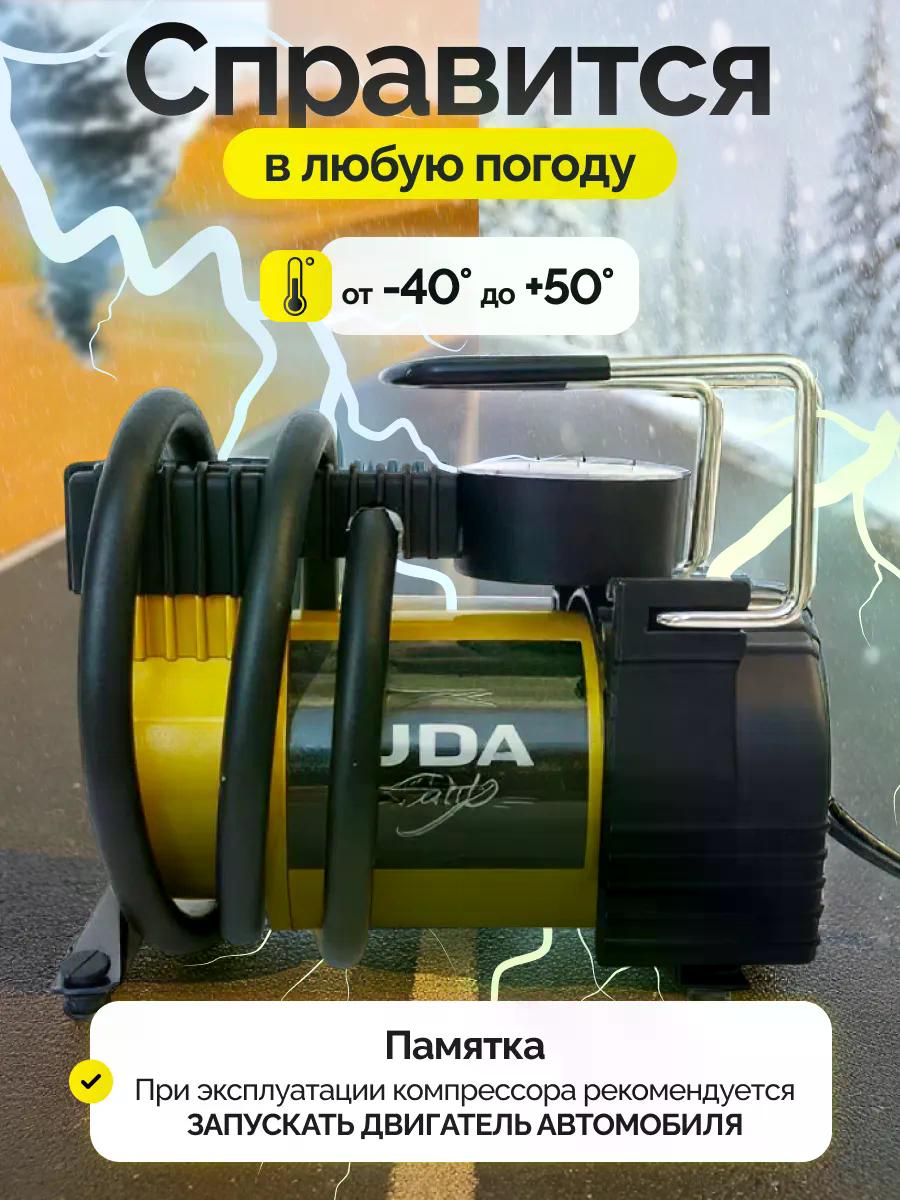 Справится
в любую погоду
от -40° до +50°
UDA
Памятка
При эксплуатации компрессора рекомендуется
ЗАПУСКАТЬ ДВИГАТЕЛЬ АВТОМОБИЛЯ